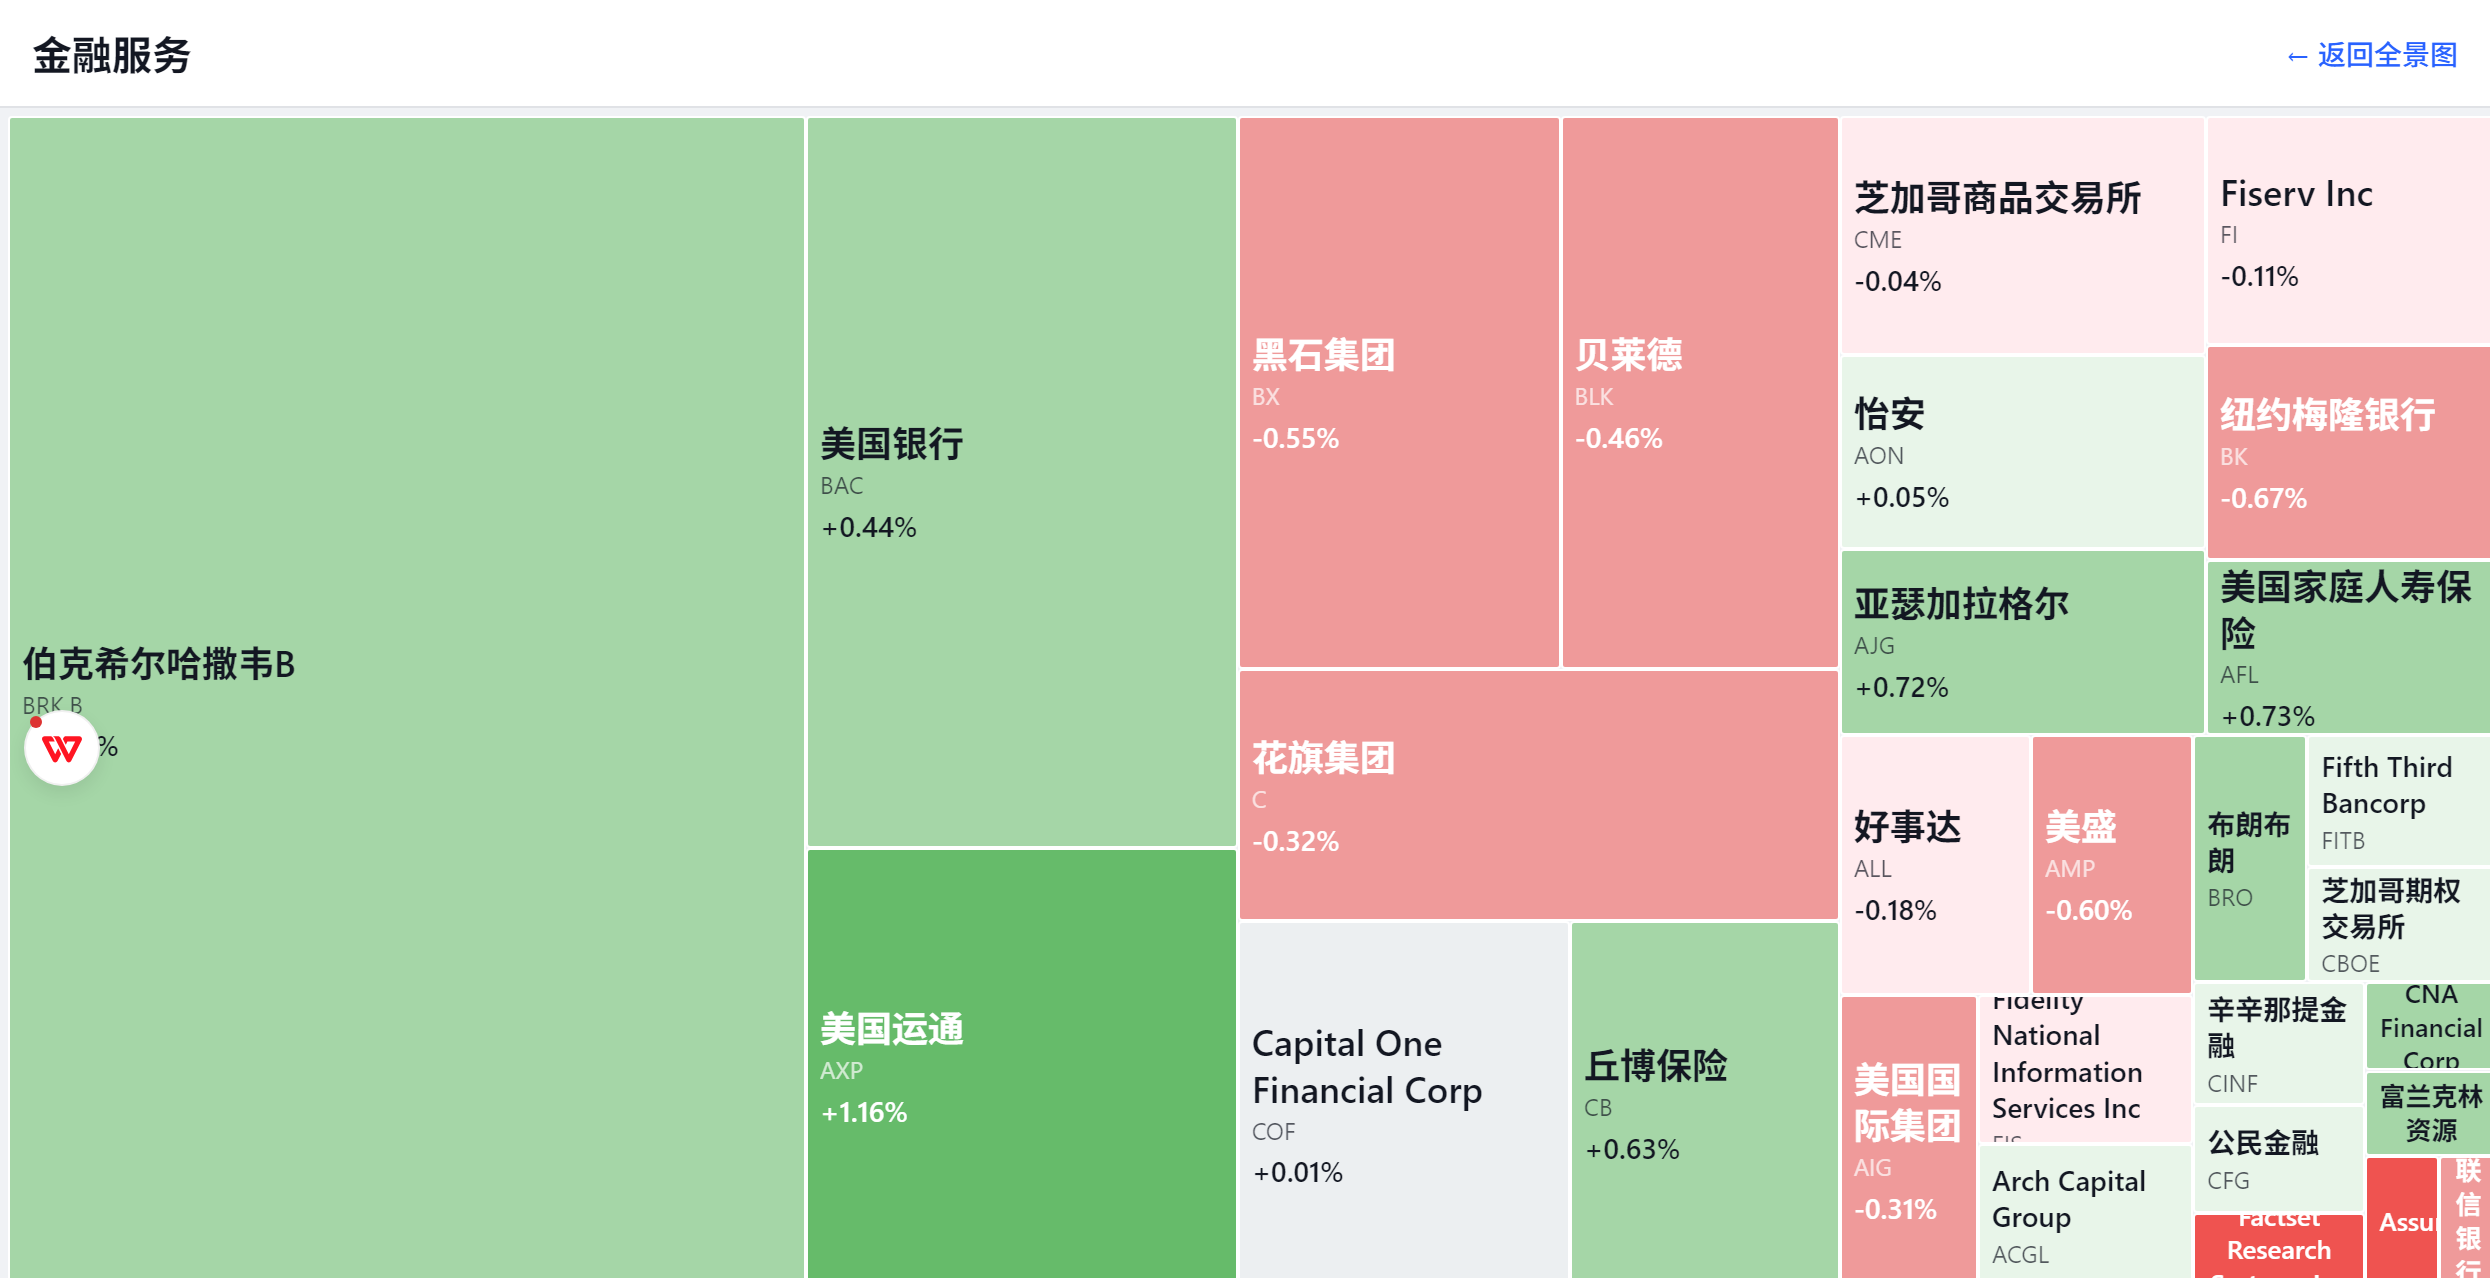 金融服务
← 返回全景图
伯克希尔哈撒韦B
BRK.B
%
美国银行
BAC
+0.44%
美国运通
AXP
+1.16%
黑石集团
BX
-0.55%
贝莱德
BLK
-0.46%
花旗集团
C
-0.32%
Capital One
Financial Corp
COF
+0.01%
丘博保险
CB
+0.63%
芝加哥商品交易所
CME
-0.04%
Fiserv Inc
FI
-0.11%
怡安
AON
+0.05%
纽约梅隆银行
BK
-0.67%
亚瑟加拉格尔
AJG
+0.72%
美国家庭人寿保
险
AFL
+0.73%
好事达
ALL
-0.18%
美盛
AMP
-0.60%
布朗布
朗
BRO
Fifth Third
Bancorp
FITB
芝加哥期权
交易所
CBOE
美国国
际集团
AIG
-0.31%
Fidelity
National
Information
Services Inc
FIS
Arch Capital
Group
ACGL
辛辛那提金
融
CINF
CNA
Financial
Corp
富兰克林
资源
公民金融
CFG
Factset
Research
Assu
联
信
银
行